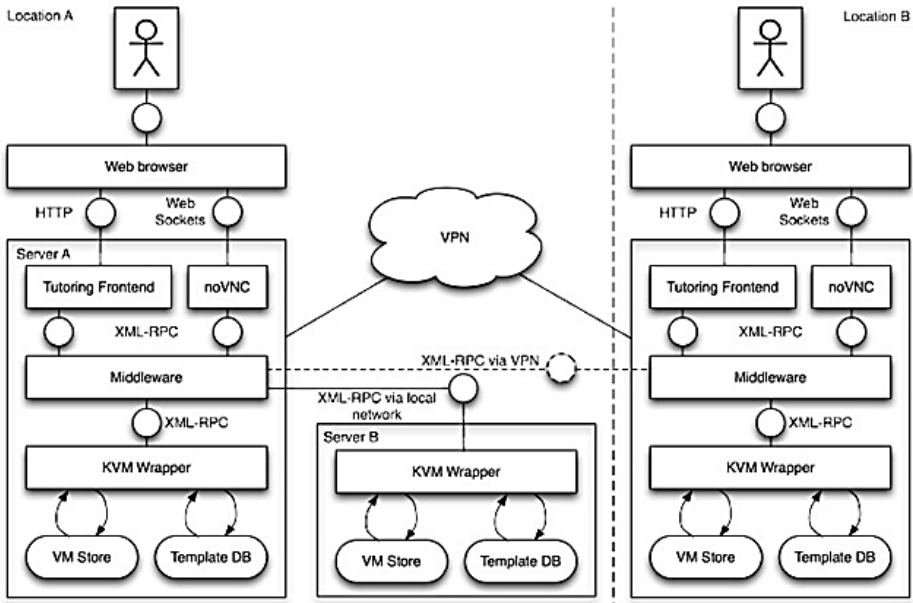 Location A
Location B
Web browser
Web browser
HTTP
Web
Sockets
HTTP
Web
Sockets
VPN
Server A
Tutoring Frontend
noVNC
Tutoring Frontend
noVNC
XML-RPC
XML-RPC
XML-RPC via VPN
Middleware
Middleware
XML-RPC via local
network
XML-RPC
XML-RPC
Server B
KVM Wrapper
KVM Wrapper
KVM Wrapper
VM Store
Template DB
VM Store
Template DB
VM Store
Template DB